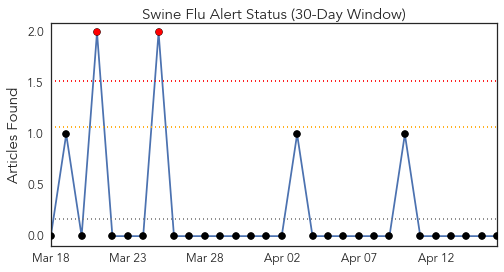 Swine Flu Alert Status (30-Day Window)
Articles Found
2.0
1.5
1.0
0.5
0.0
Mar 18 Mar 23 Mar 28 Apr 02 Apr 07 Apr 12